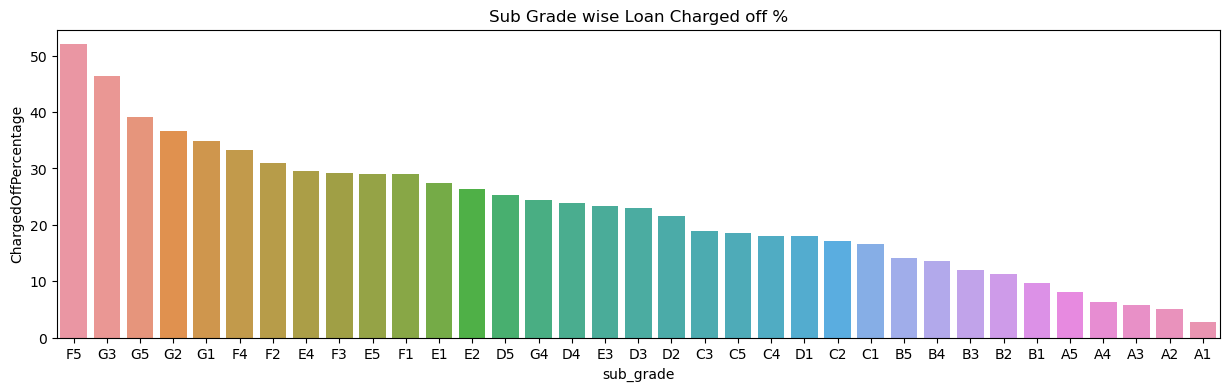 Sub Grade wise Loan Charged off %
ChargedOffPercentage
50
40
30
20
10
0
F5 G3 G5 G2 G1 F4 F2 E4 F3 E5 F1 E1 E2 D5 G4 D4 E3 D3 D2 C3 C5 C4 D1 C2 C1 B5 B4 B3 B2 B1 A5 A4 A3 A2 A1
sub_grade